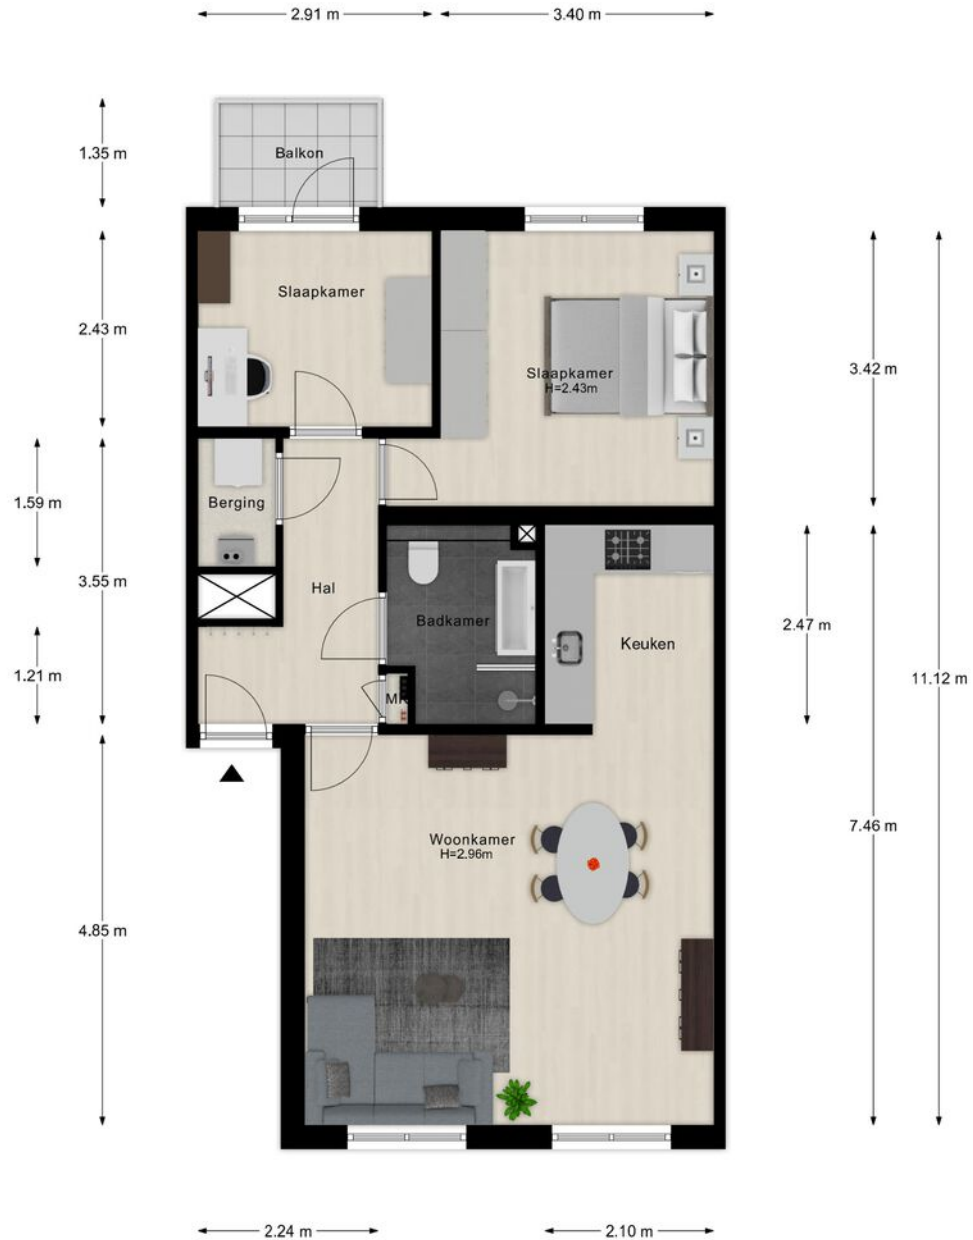 2.91 m
3.40 m
1.35 m
Balkon
Slaapkamer
2.43 m
Slaapkamer
H=2.43m
3.42 m
1.59 m
Berging
3.55 m
Hal
Badkamer
Keuken
2.47 m
1.21 m
11.12 m
Woonkamer
H=2.96m
7.46 m
4.85 m
2.24 m
2.10 m